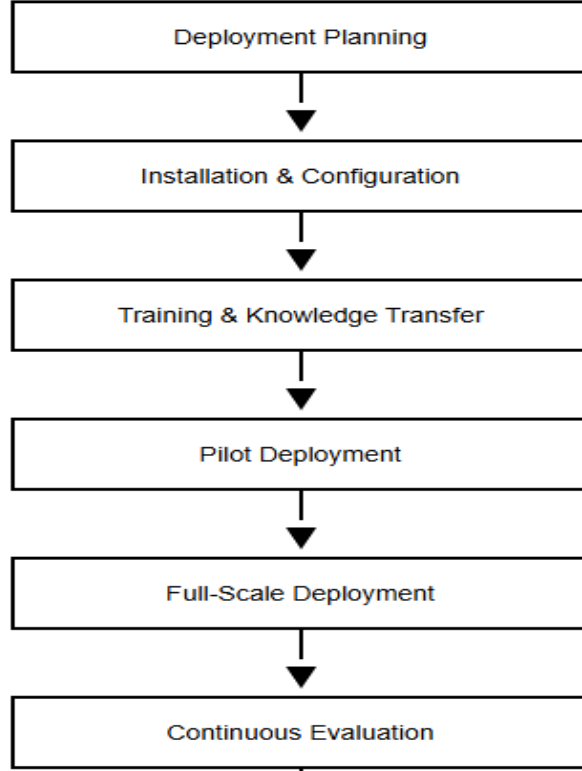 Deployment Planning
Installation & Configuration
Training & Knowledge Transfer
Pilot Deployment
Full-Scale Deployment
Continuous Evaluation